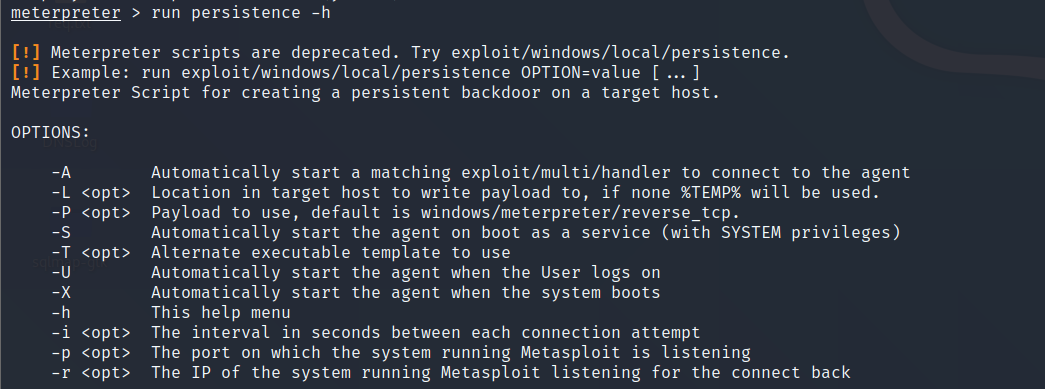 meterpreter > run persistence -h
[!] Meterpreter scripts are deprecated. Try exploit/windows/local/persistence.
[!] Example: run exploit/windows/local/persistence OPTION=value [...]
Meterpreter Script for creating a persistent backdoor on a target host.
OPTIONS:
-A Automatically start a matching exploit/multi/handler to connect to the agent
-L <opt> Location in target host to write payload to, if none %TEMP% will be used.
-P <opt> Payload to use, default is windows/meterpreter/reverse_tcp.
-S Automatically start the agent on boot as a service (with SYSTEM privileges)
-T <opt> Alternate executable template to use
-U Automatically start the agent when the User logs on
-X Automatically start the agent when the system boots
-h This help menu
-i <opt> The interval in seconds between each connection attempt
-p <opt> The port on which the system running Metasploit is listening
-r <opt> The IP of the system running Metasploit listening for the connect back